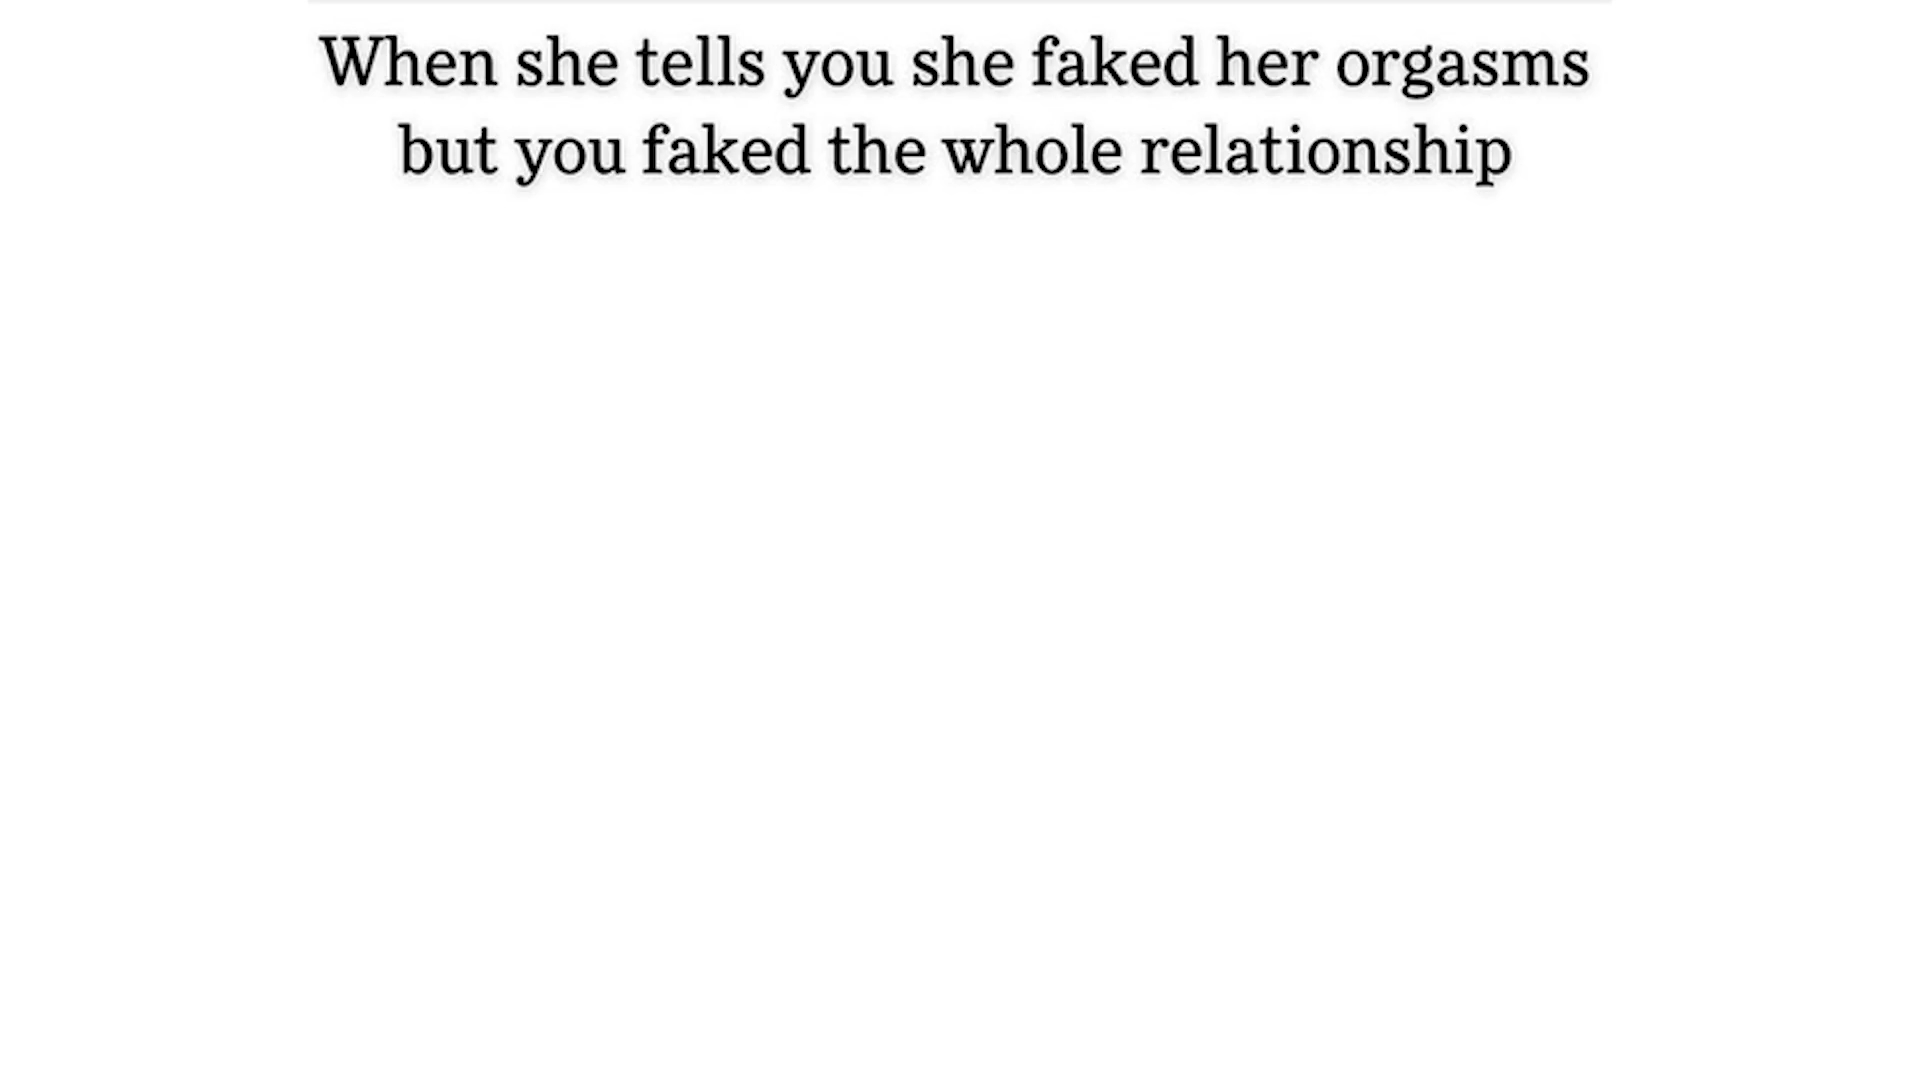 When she tells you she faked her orgasms
but you faked the whole relationship